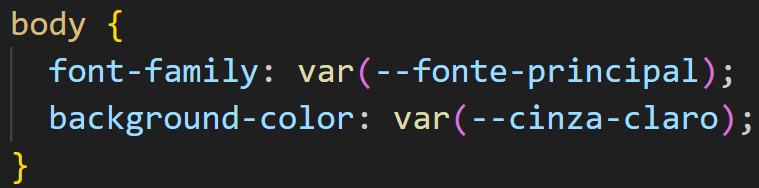 body {
  font-family: var(--fonte-principal);
  background-color: var(--cinza-claro);
}